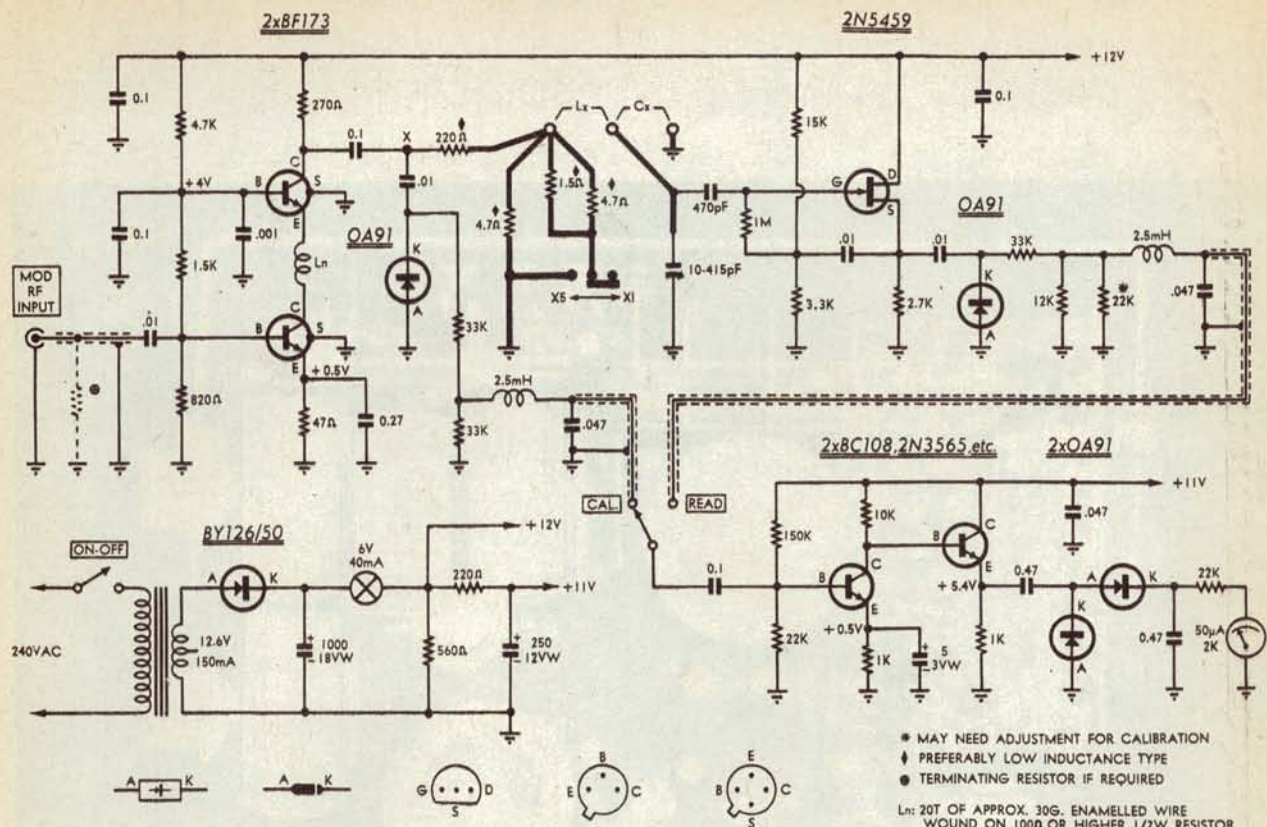 2xBF173
2N5459
+12V
0.1
4.7K
270Ω
0.1
X
220Ω
Lx
Cx
15K
0.1
.01
C
B
S
E
+4V
0.1
.001
OA91
K
A
4.7Ω
1.5Ω
4.7Ω
470pF
1M
G
D
S
OA91
2.5mH
33K
.01
.01
K
A
12K
22K
.047
MOD
RF
INPUT
1.5K
Ln
.01
B
C
S
E
+0.5V
X5
X1
10-415pF
3.3K
2.7K
33K
820Ω
47Ω
0.27
33K
2.5mH
.047
CAL.
READ
2xBC108,2N3565,etc.
2xOA91
+11V
ON-OFF
BY126/50
A
K
6V
40mA
+12V
220Ω
+11V
240VAC
12.6V
150mA
+
1000
18VW
560Ω
+
250
12VW
0.1
150K
22K
10K
B
C
E
+0.5V
1K
+
5
3VW
B
C
E
+5.4V
1K
.047
0.47
A
K
K
A
0.47
22K
50µA
2K
A
K
A
K
G
D
S
B
E
C
E
B
C
S
* MAY NEED ADJUSTMENT FOR CALIBRATION
♦ PREFERABLY LOW INDUCTANCE TYPE
● TERMINATING RESISTOR IF REQUIRED
Ln: 20T OF APPROX. 30G. ENAMELLED WIRE
WOUND ON 100Ω OR HIGHER 1/2W RESISTOR